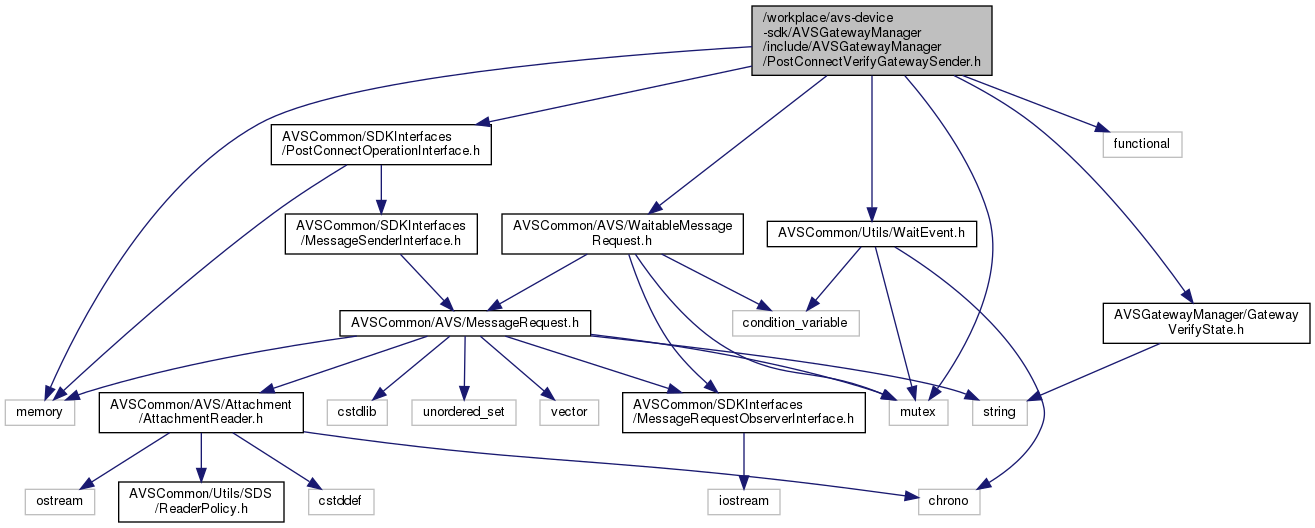 /workplace/avs-device
-sdk/AVSGatewayManager
/include/AVSGatewayManager
/PostConnectVerifyGatewaySender.h
AVSCommon/SDKInterfaces
/PostConnectOperationInterface.h
functional
AVSCommon/SDKInterfaces
/MessageSenderInterface.h
AVSCommon/AVS/WaitableMessage
Request.h
AVSCommon/Utils/WaitEvent.h
AVSCommon/AVS/MessageRequest.h
condition_variable
AVSGatewayManager/Gateway
VerifyState.h
memory
AVSCommon/AVS/Attachment
/AttachmentReader.h
cstdlib
unordered_set
vector
AVSCommon/SDKInterfaces
/MessageRequestObserverInterface.h
mutex
string
ostream
AVSCommon/Utils/SDS
/ReaderPolicy.h
cstddef
iostream
chrono